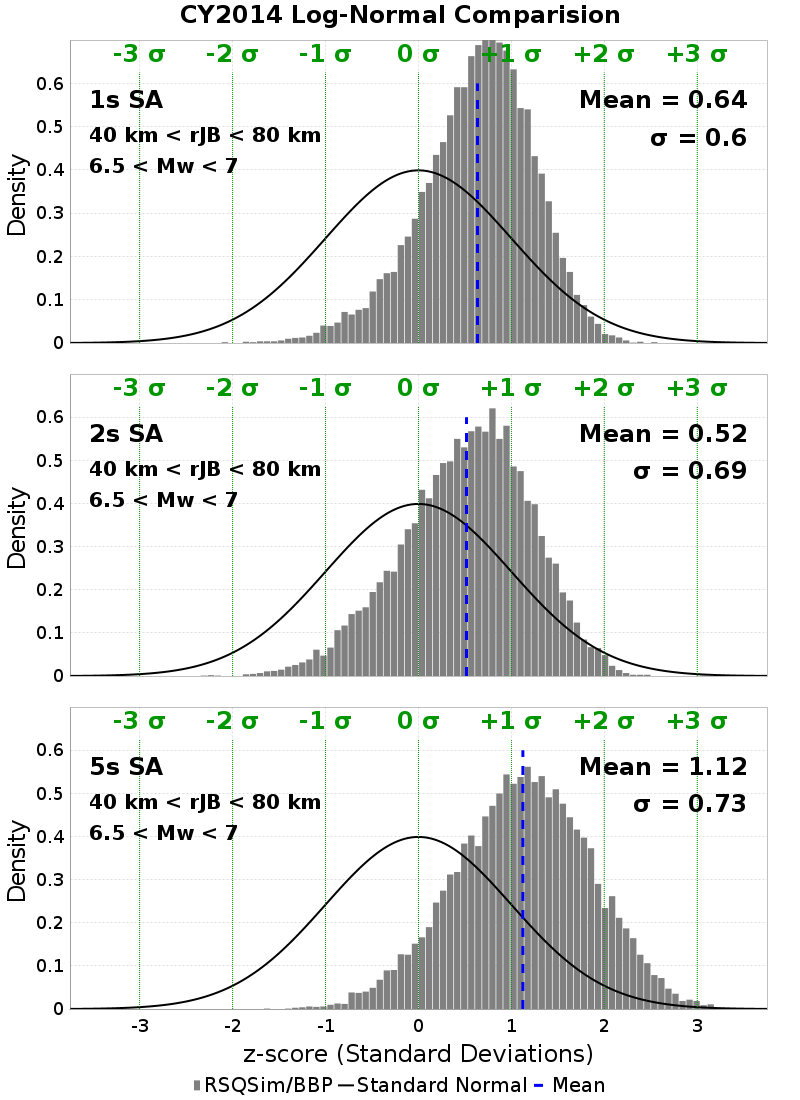 CY2014 Log-Normal Comparision
-3 σ -2 σ -1 σ 0 σ +1 σ +2 σ +3 σ
1s SA
40 km < rJB < 80 km
6.5 < Mw < 7
Mean = 0.64
σ = 0.6
Density
0.6
0.5
0.4
0.3
0.2
0.1
0
-3 σ -2 σ -1 σ 0 σ +1 σ +2 σ +3 σ
2s SA
40 km < rJB < 80 km
6.5 < Mw < 7
Mean = 0.52
σ = 0.69
Density
0.6
0.5
0.4
0.3
0.2
0.1
0
-3 σ -2 σ -1 σ 0 σ +1 σ +2 σ +3 σ
5s SA
40 km < rJB < 80 km
6.5 < Mw < 7
Mean = 1.12
σ = 0.73
Density
0.6
0.5
0.4
0.3
0.2
0.1
0
-3 -2 -1 0 1 2 3
z-score (Standard Deviations)
RSQSim/BBP Standard Normal Mean